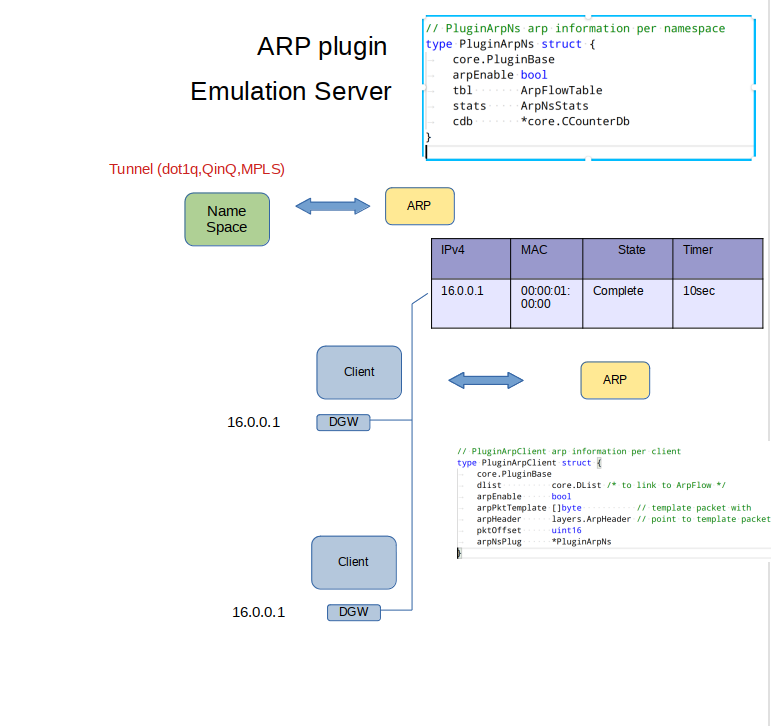 ARP plugin
Emulation Server
// PluginArpNs arp information per namespace
type PluginArpNs struct {
core.PluginBase
arpEnable bool
tbl ArpFlowTable
stats ArpNsStats
cdb *core.CCounterDb
}
Tunnel (dot1q,QinQ,MPLS)
Name
Space
ARP
IPv4 MAC State Timer
16.0.0.1 00:00:01: Complete 10sec
00:00
Client
ARP
16.0.0.1 DGW
// PluginArpClient arp information per client
type PluginArpClient struct {
core.PluginBase
dlist core.DList /* to link to ArpFlow */
arpEnable bool
arpPktTemplate []byte // template packet with
arpHeader layers.ArpHeader // point to template packet
pktOffset uint16
arpNsPlug *PluginArpNs
}
Client
16.0.0.1 DGW